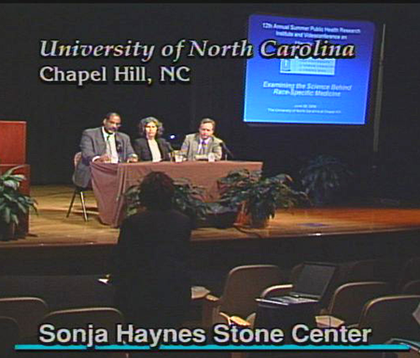 University of North Carolina
Chapel Hill, NC
12th Annual Summer Public Health Research
Institute and Videoconference on
Examining the Science Behind
Race-Specific Medicine
Sonja Haynes Stone Center